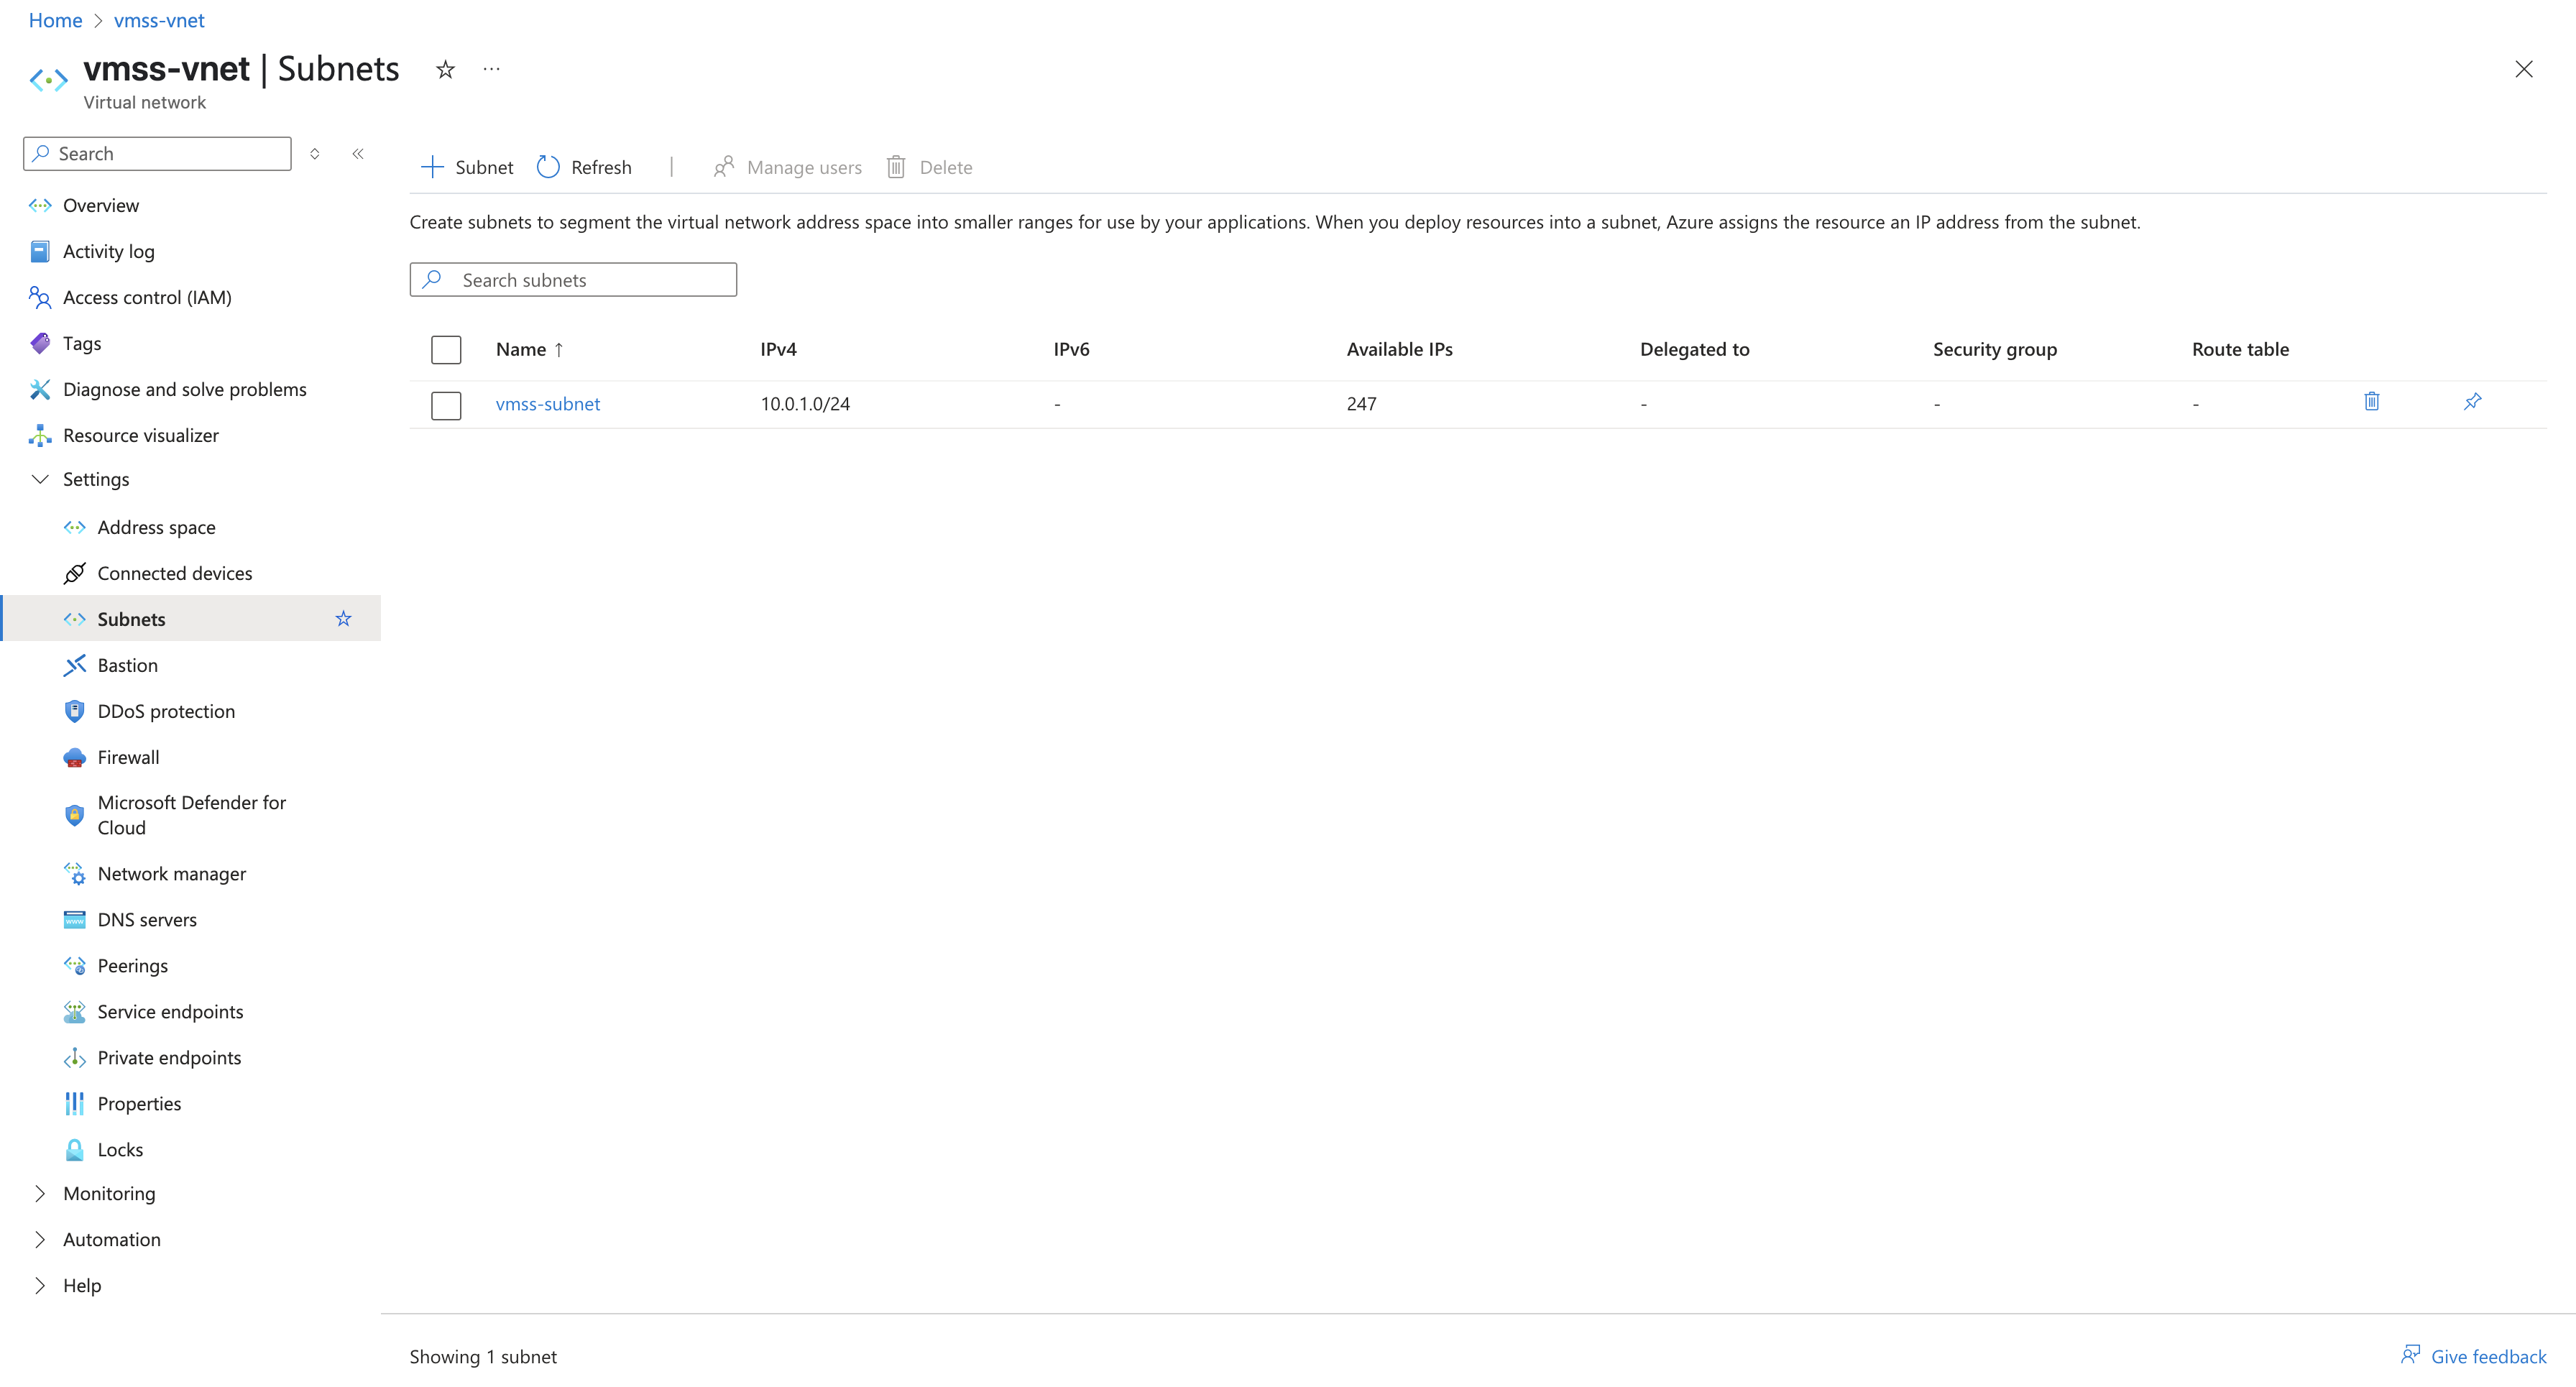 Home > vmss-vnet
vmss-vnet | Subnets
Virtual network
Search
Overview
Activity log
Access control (IAM)
Tags
Diagnose and solve problems
Resource visualizer
Settings
Address space
Connected devices
Subnets
Bastion
DDoS protection
Firewall
Microsoft Defender for
Cloud
Network manager
DNS servers
Peerings
Service endpoints
Private endpoints
Properties
Locks
Monitoring
Automation
Help
Subnet Refresh | Manage users Delete
Create subnets to segment the virtual network address space into smaller ranges for use by your applications. When you deploy resources into a subnet, Azure assigns the resource an IP address from the subnet.
Search subnets
Name ↑ IPv4 IPv6 Available IPs Delegated to Security group Route table
vmss-subnet 10.0.1.0/24 - 247 - - -
Showing 1 subnet
Give feedback